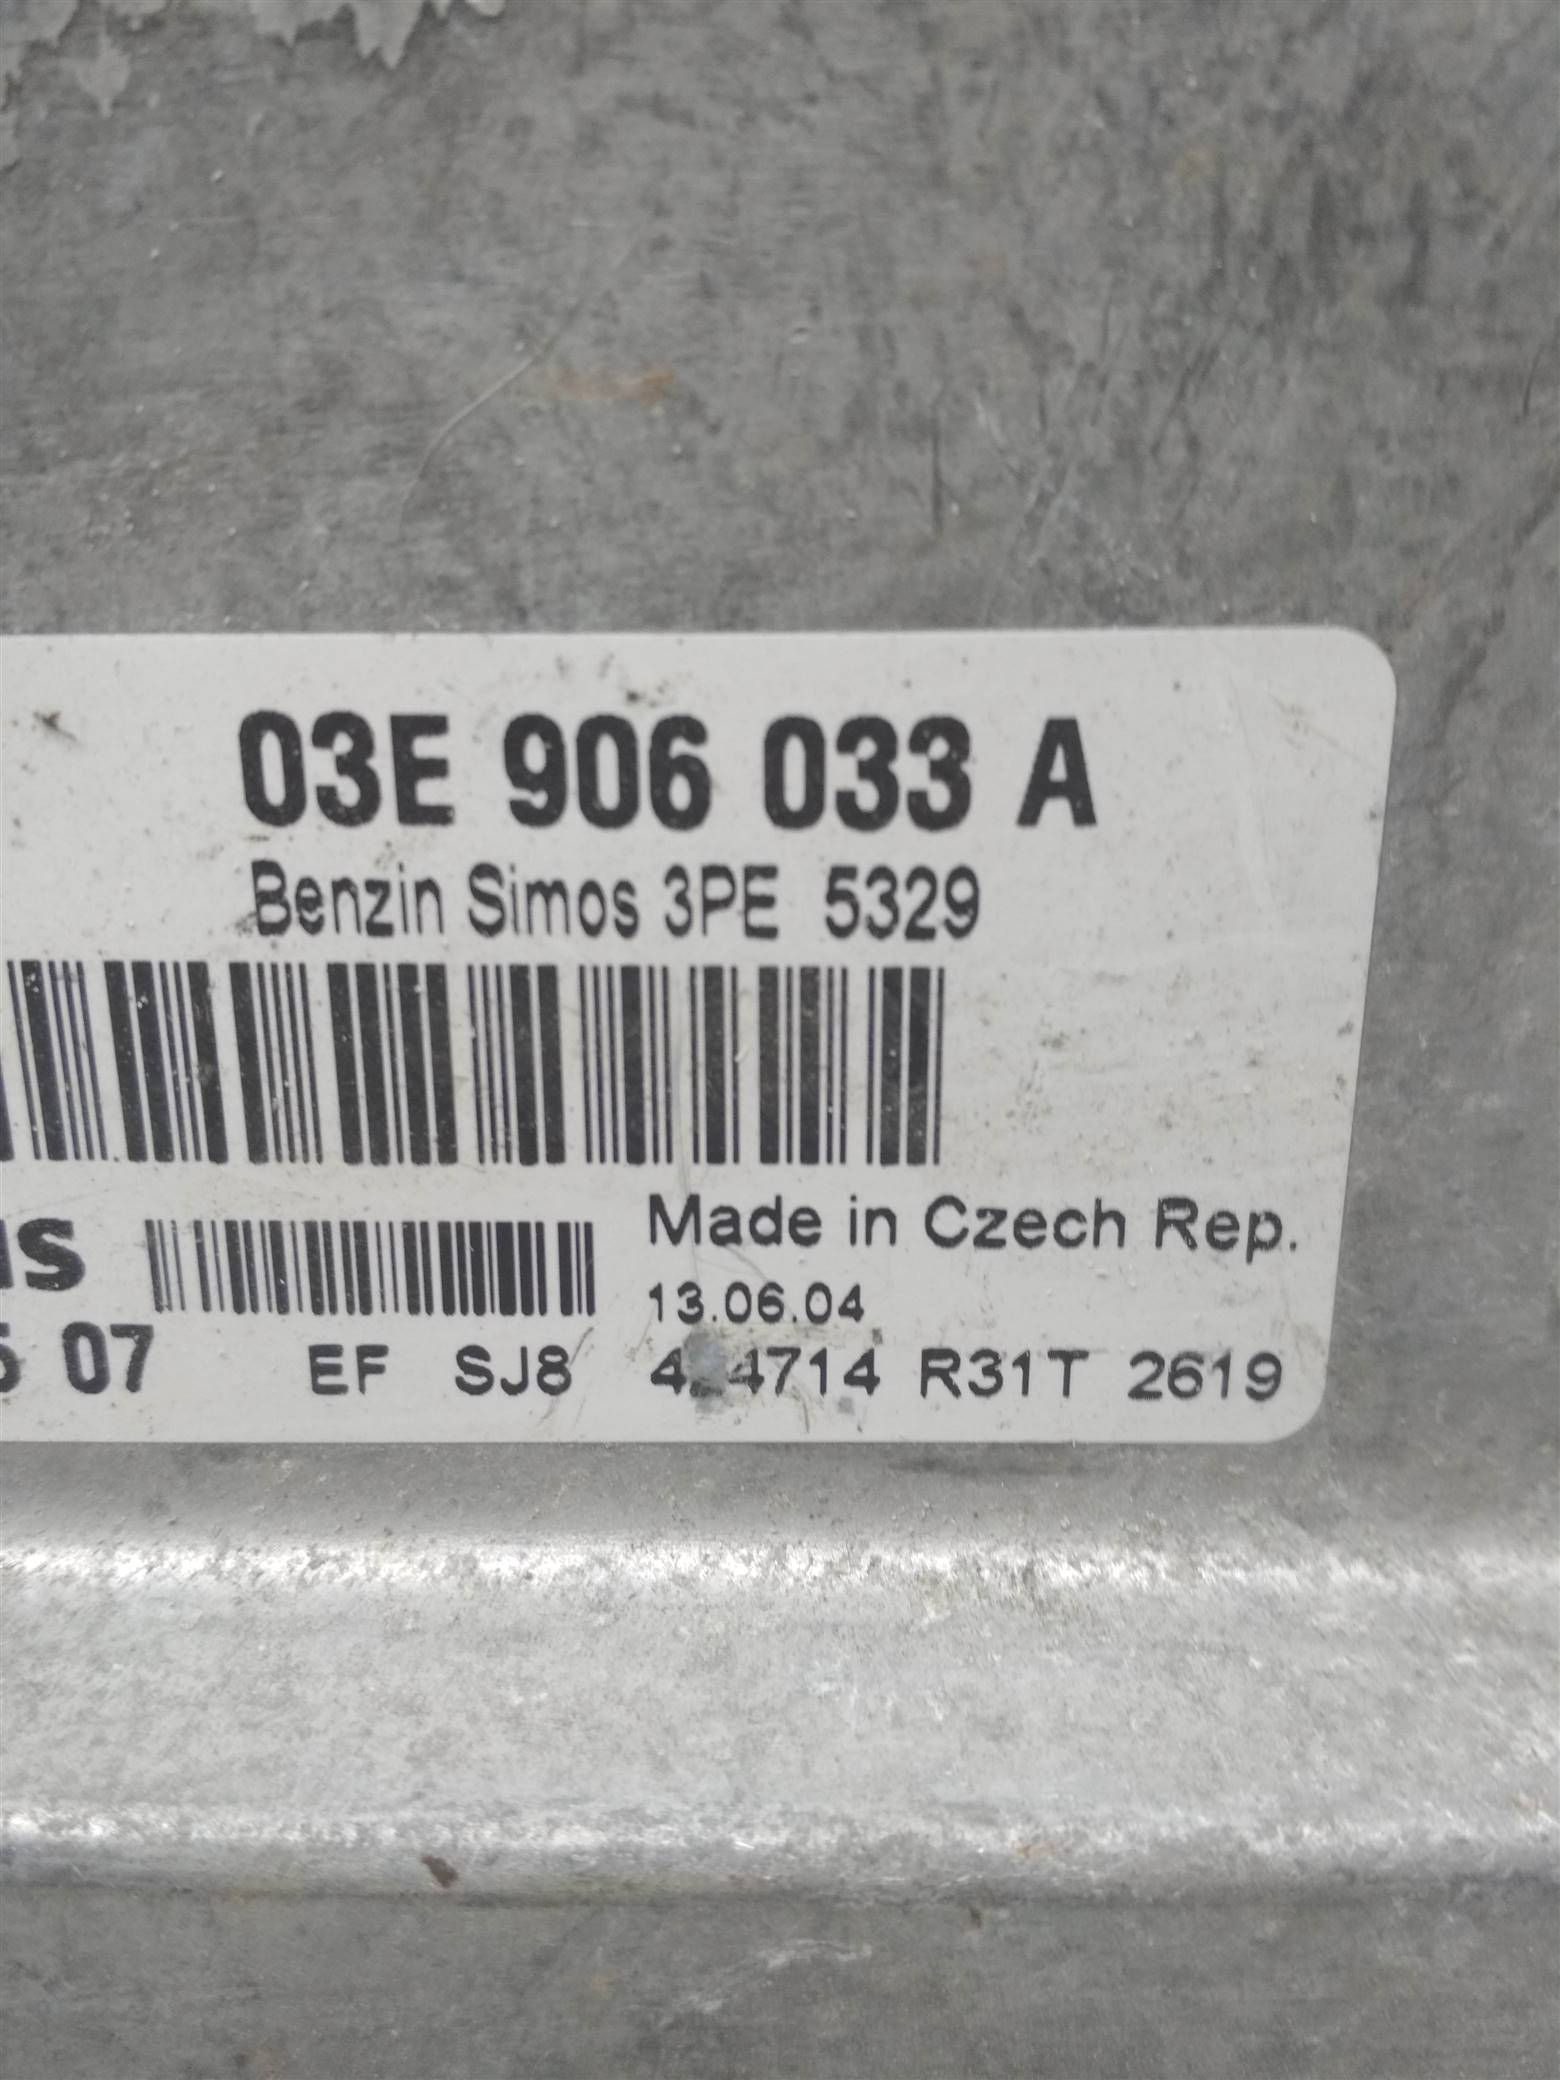 03E 906 033 A
Benzin Simos 3PE 5329
Made in Czech Rep.
13.06.04
07 EF SJ8 R31T 2619